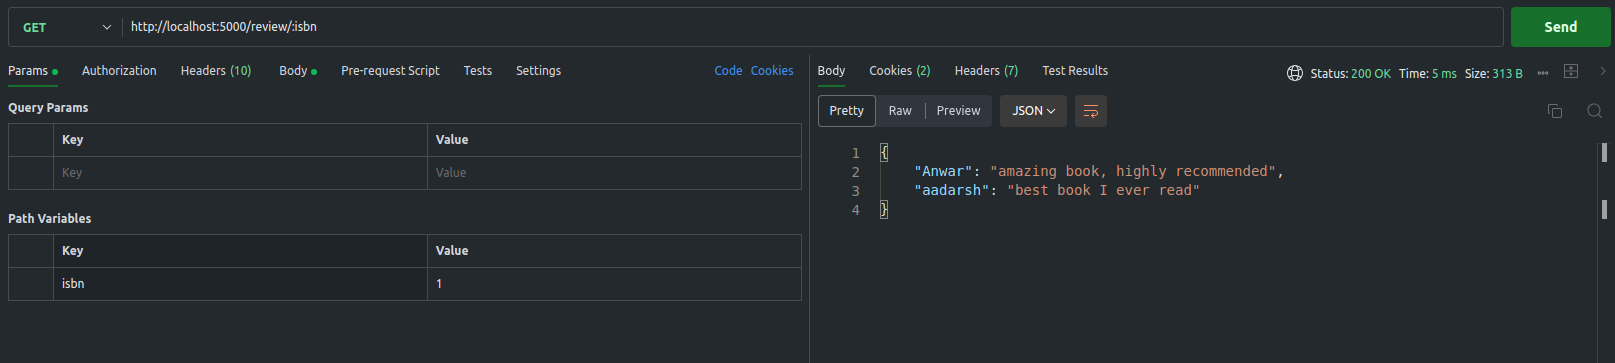 GET http://localhost:5000/review/:isbn Send
Params Authorization Headers (10) Body Pre-request Script Tests Settings Code Cookies
Query Params
Key Value
Key Value
Path Variables
Key Value
isbn 1
Body Cookies (2) Headers (7) Test Results Status: 200 OK Time: 5 ms Size: 313 B
Pretty Raw Preview JSON
1 {
2 "Anwar": "amazing book, highly recommended",
3 "aadarsh": "best book I ever read"
4 }